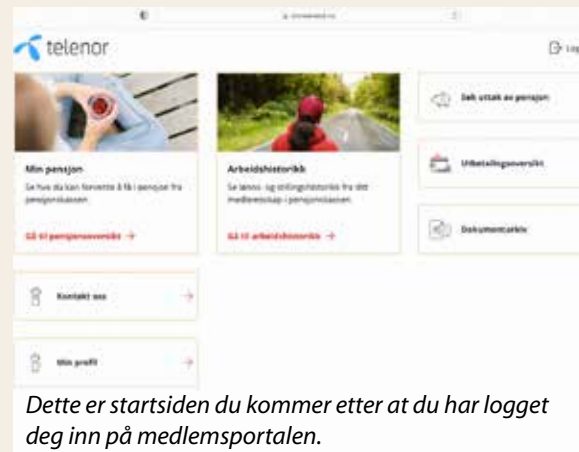 telenor
Min pensjon
Se hva du kan forvente å få i pensjon fra
pensjonskassen
Gå til pensjonsoversikt →
Arbeidshistorikk
Se lønns- og stillingshistorikk fra ditt
medlemsskap i pensjonskassen
Gå til arbeidshistorikk →
Søk uttak av pensjon
Utbetalingsoversikt
Dokumentarkiv
Kontakt oss
Min profil
Dette er startsiden du kommer etter at du har logget
deg inn på medlemsportalen.